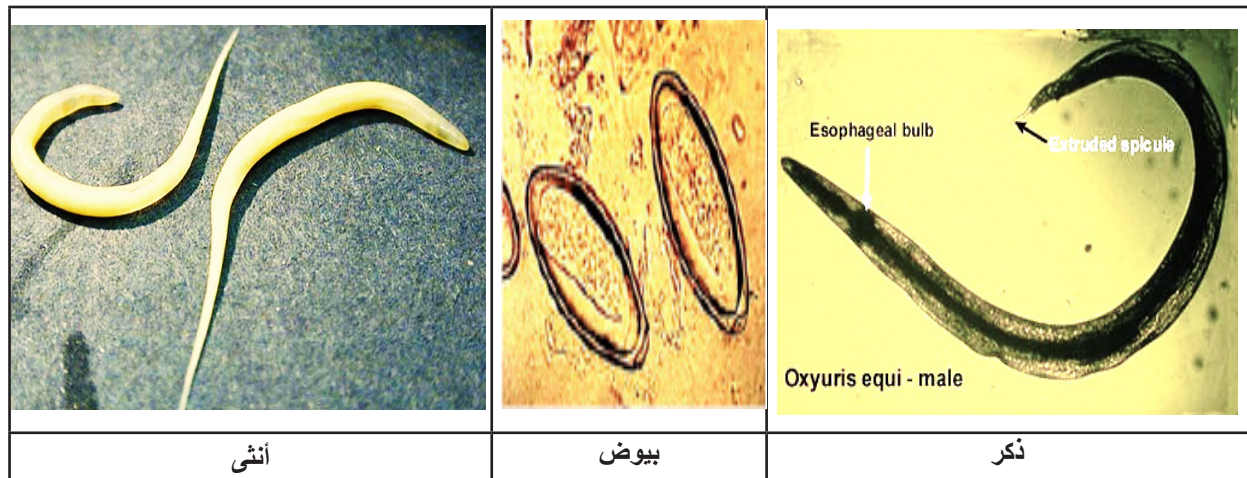 Esophageal bulb
Extruded spicule
Oxyuris equi - male
أنثى
بيوض
ذكر